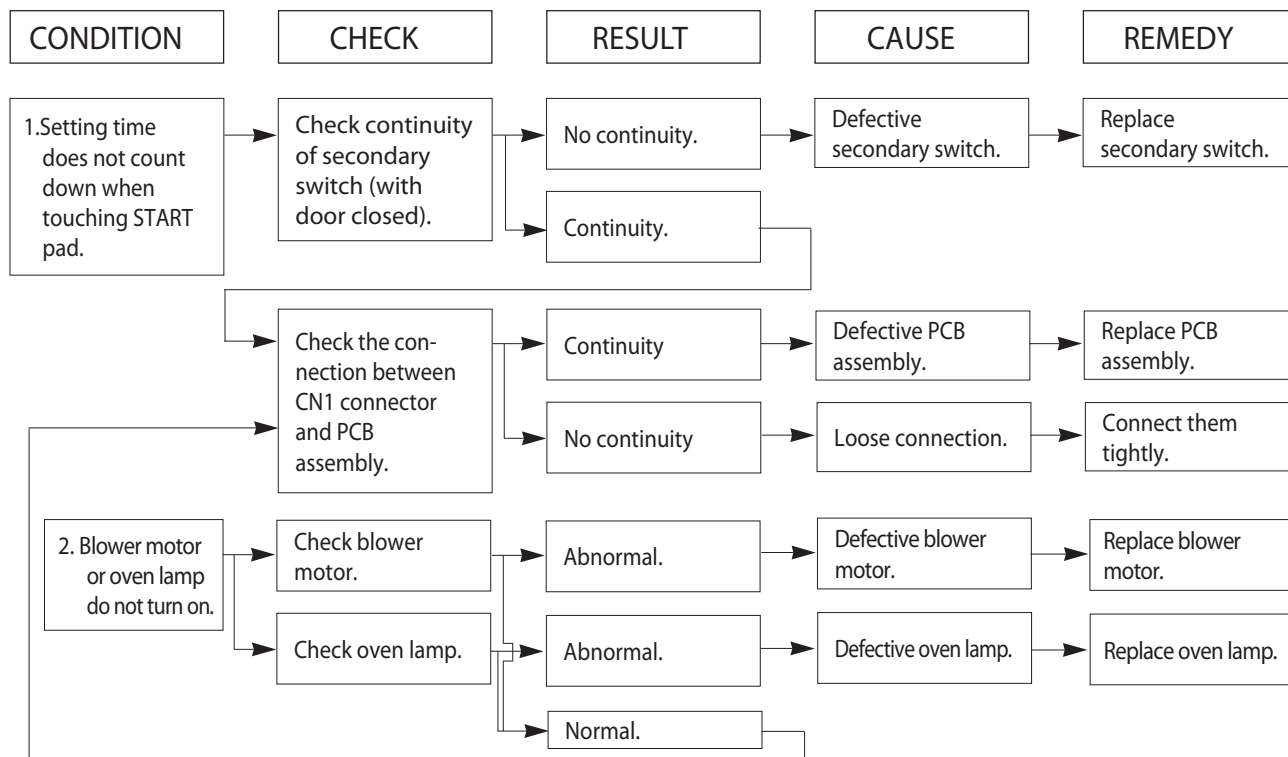 CONDITION
CHECK
RESULT
CAUSE
REMEDY
1.Setting time
does not count
down when
touching START
pad.
Check continuity
of secondary
switch (with
door closed).
No continuity.
Defective
secondary switch.
Replace
secondary switch.
Continuity.
Check the con-
nection between
CN1 connector
and PCB
assembly.
Continuity
Defective PCB
assembly.
Replace PCB
assembly.
No continuity
Loose connection.
Connect them
tightly.
2. Blower motor
or oven lamp
do not turn on.
Check blower
motor.
Abnormal.
Defective blower
motor.
Replace blower
motor.
Check oven lamp.
Abnormal.
Defective oven lamp.
Replace oven lamp.
Normal.